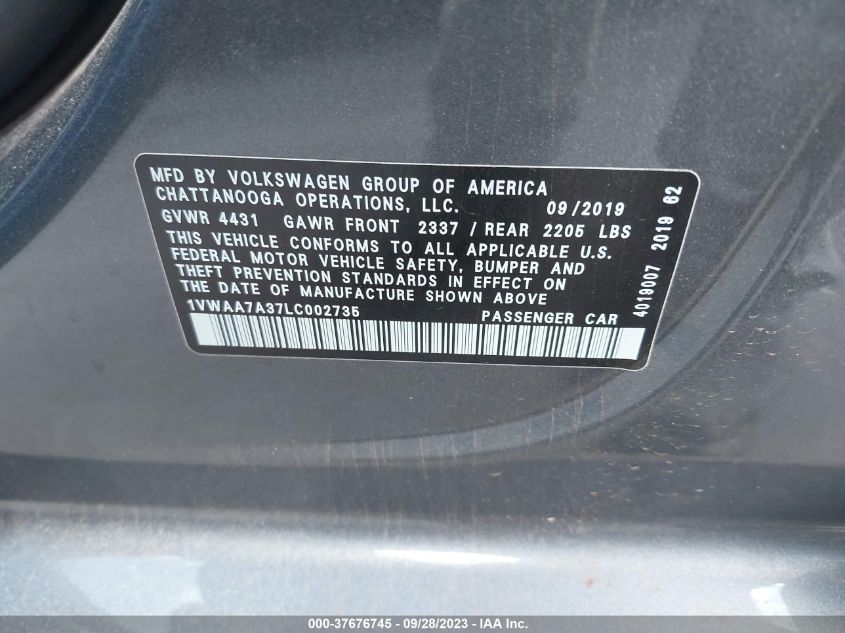 MFD BY VOLKSWAGEN GROUP OF AMERICA
CHATTANOOGA OPERATIONS, LLC. 09/2019
GVWR 4431 GAWR FRONT 2337 / REAR 2205 LBS
THIS VEHICLE CONFORMS TO ALL APPLICABLE U.S.
FEDERAL MOTOR VEHICLE SAFETY, BUMPER AND
THEFT PREVENTION STANDARDS IN EFFECT ON
THE DATE OF MANUFACTURE SHOWN ABOVE
1VWAA7A37LC002735 PASSENGER CAR
4019007 2019 62
000-37676745 - 09/28/2023 - IAA Inc.